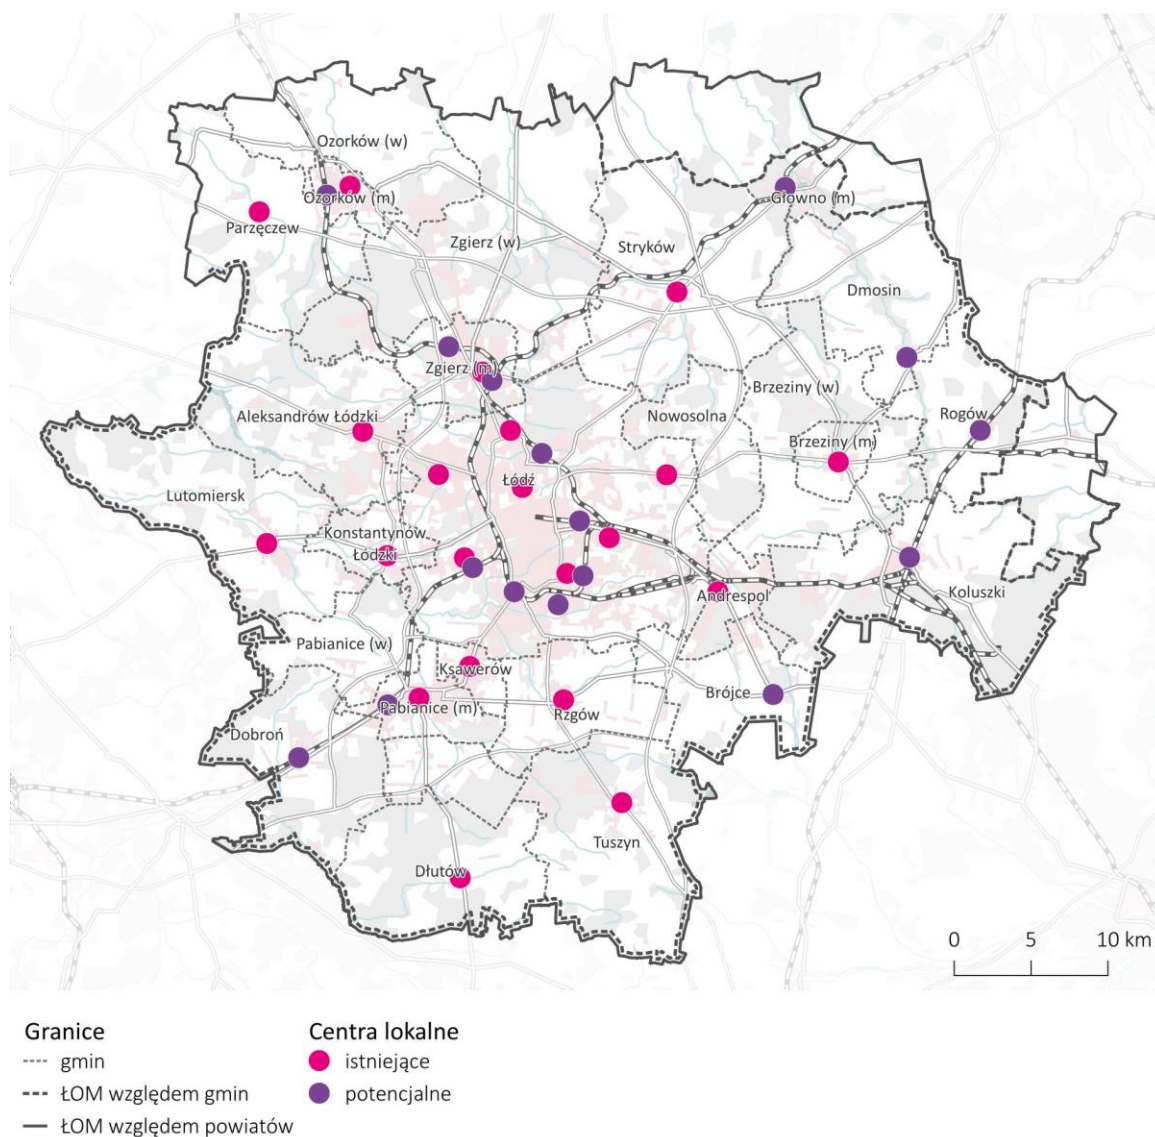 Ozorków (w)
Ozorków (m)
Głowno (m)
Parzęczew
Zgierz (w)
Stryków
Dmosin
Zgierz (m)
Brzeziny (w)
Aleksandrów Łódzki
Nowosolna
Rogów
Brzeziny (m)
Łódź
Lutomiersk
Konstantynów
Łódzki
Andrespol
Koluszki
Pabianice (w)
Ksawerów
Brójce
Pabianice (m)
Rzgów
Dobroń
Tuszyn
Dłutów
0 5 10 km
Granice
gmin
ŁOM względem gmin
ŁOM względem powiatów
Centra lokalne
istniejące
potencjalne